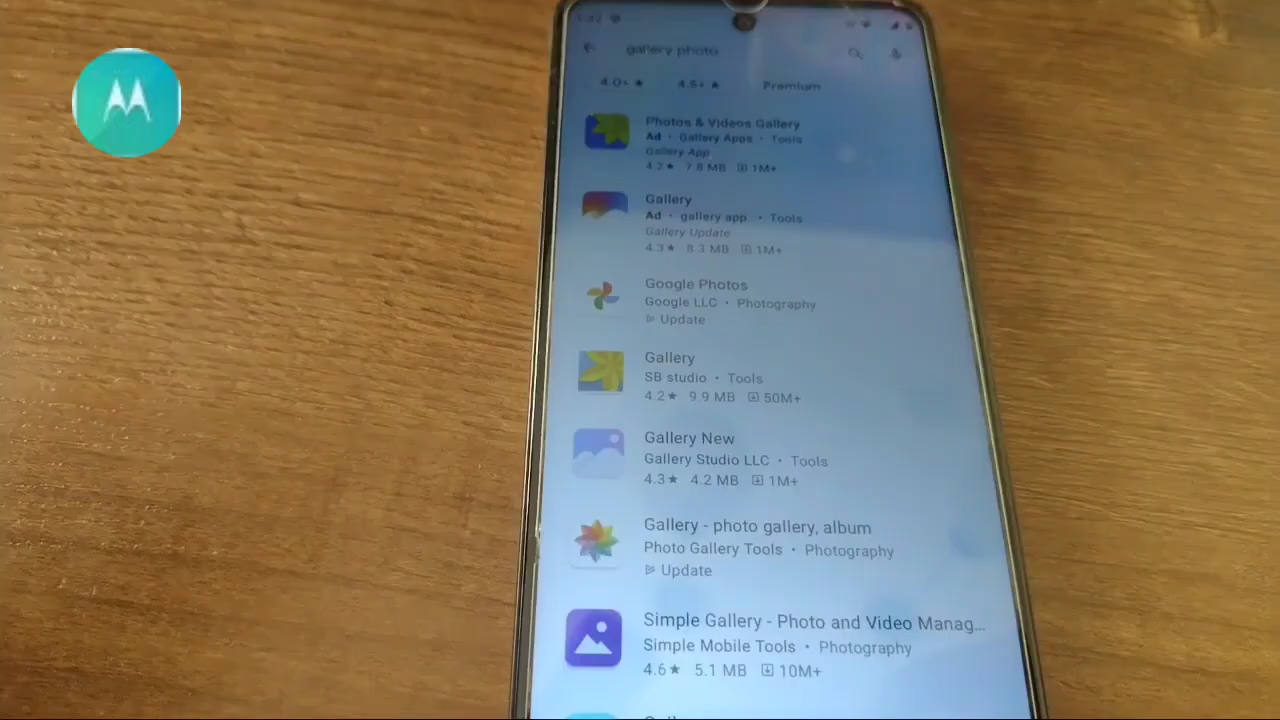 1:32
gallery photo
4.0+ ★ 4.5+ ★ Premium
Photos & Videos Gallery
Ad • Gallery Apps • Tools
Gallery App
4.2★ 7.8 MB 1M+
Gallery
Ad • gallery app • Tools
Gallery Update
4.3★ 8.3 MB 1M+
Google Photos
Google LLC • Photography
Update
Gallery
SB studio • Tools
4.2★ 9.9 MB 50M+
Gallery New
Gallery Studio LLC • Tools
4.3★ 4.2 MB 1M+
Gallery - photo gallery, album
Photo Gallery Tools • Photography
Update
Simple Gallery - Photo and Video Manag...
Simple Mobile Tools • Photography
4.6★ 5.1 MB 10M+